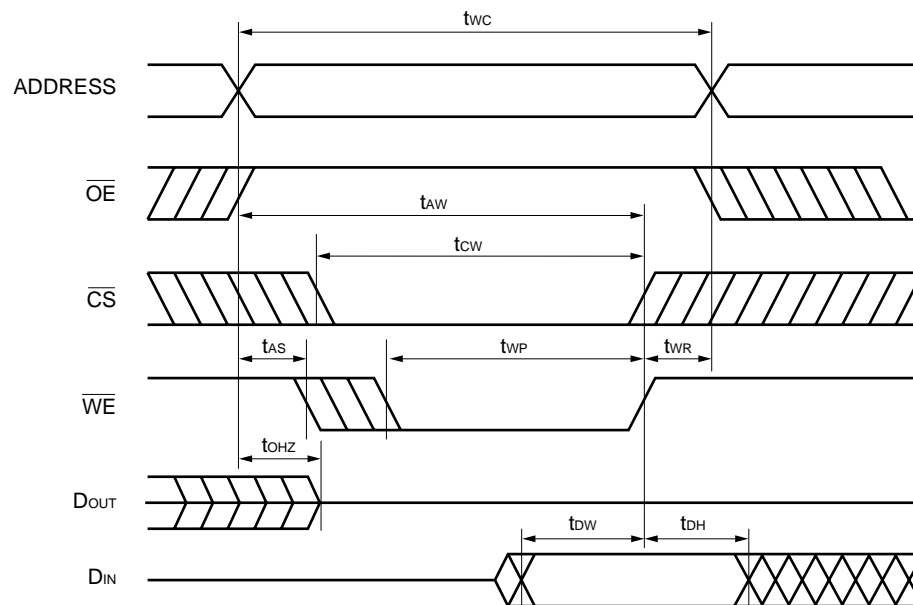 tWC
ADDRESS
OE
tAW
tCW
CS
tAS
tWP
tWR
WE
tOHZ
DOUT
tDW
tDH
DIN